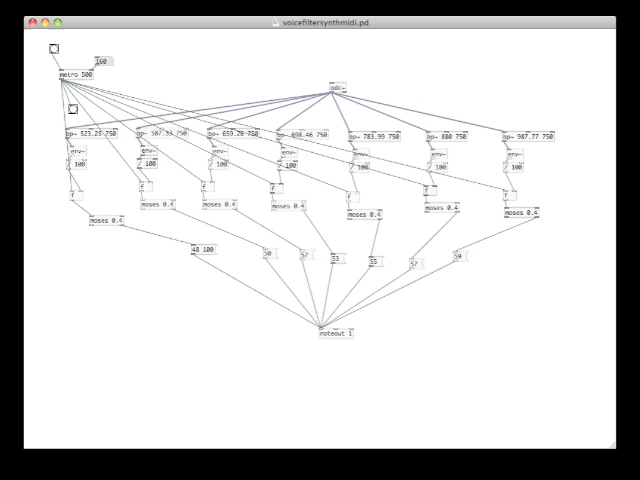 voicefiltersynthmidi.pd
160
metro 500
adc~
bp~ 523.25 750
bp~ 587.33 750
bp~ 659.26 750
bp~ 698.46 750
bp~ 783.99 750
bp~ 880 750
bp~ 987.77 750
env~
env~
env~
env~
env~
env~
env~
/ 100
/ 100
/ 100
/ 100
/ 100
/ 100
/ 100
f
f
f
f
f
f
f
moses 0.4
moses 0.4
moses 0.4
moses 0.4
moses 0.4
moses 0.4
moses 0.4
48 100
50
53
55
57
59
noteout 1